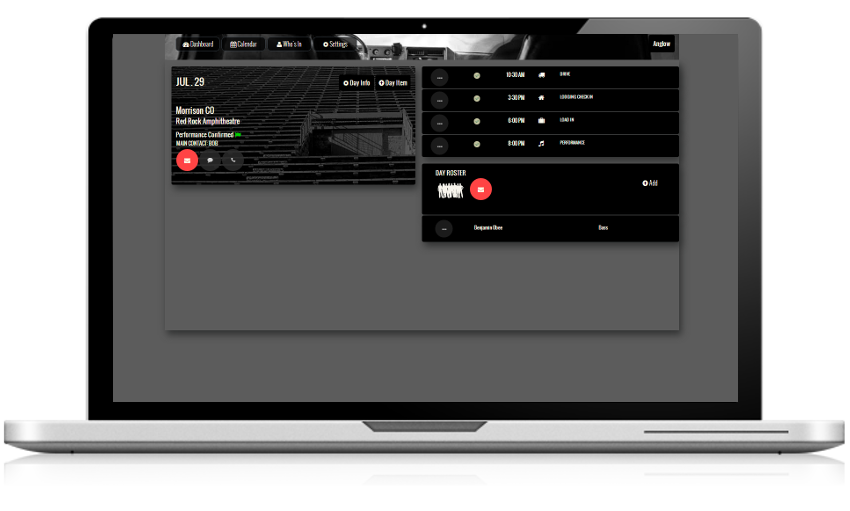 Dashboard Calendar Who's In Settings Anglow
JUL. 29
Day Info Day Item
Morrison CO
Red Rock Amphitheatre
Performance Confirmed
MAIN CONTACT: BOB
10:30 AM DRIVE
3:30 PM LODGING CHECK IN
6:00 PM LOAD IN
8:00 PM PERFORMANCE
DAY ROSTER
Add
Benjamin Bass